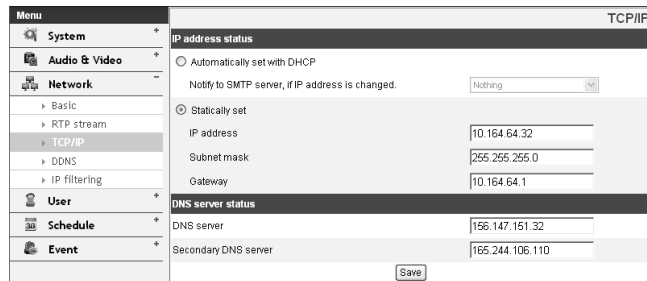 Menu
System
Audio & Video
Network
Basic
RTP stream
TCP/IP
DDNS
IP filtering
User
Schedule
Event
TCP/IP
IP address status
Automatically set with DHCP
Notify to SMTP server, if IP address is changed. Nothing
Statically set
IP address 10.164.64.32
Subnet mask 255.255.255.0
Gateway 10.164.64.1
DNS server status
DNS server 156.147.151.32
Secondary DNS server 165.244.106.110
Save